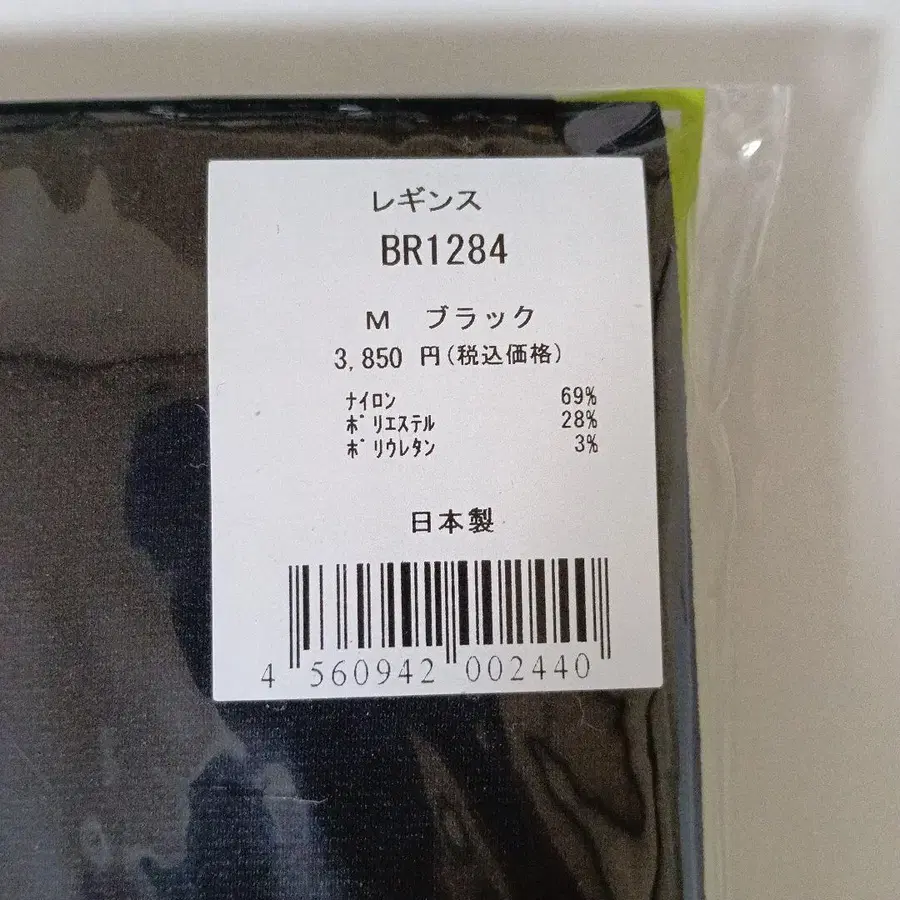 レギンス
BR1284
M ブラック
3,850 円(税込価格)
ﾅｲﾛﾝ 69%
ﾎﾟﾘｴｽﾃﾙ 28%
ﾎﾟﾘｳﾚﾀﾝ 3%
日本製
4 560942 002440